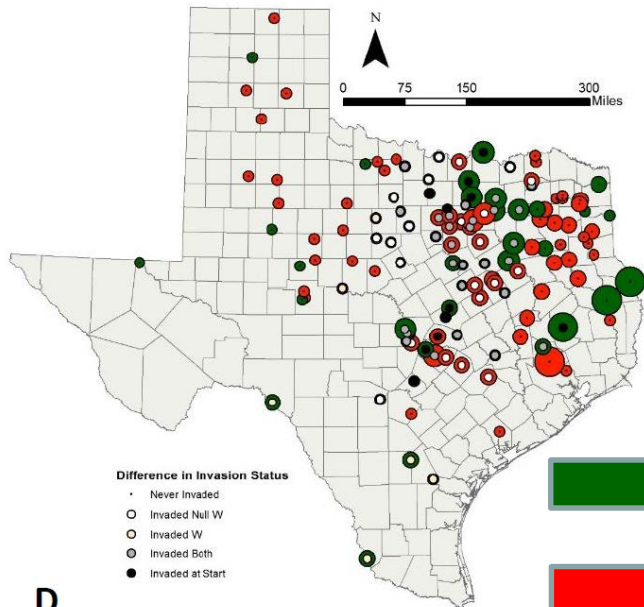 N
0 75 150 300
Miles
Difference in Invasion Status
Never Invaded
Invaded Null W
Invaded W
Invaded Both
Invaded at Start
D